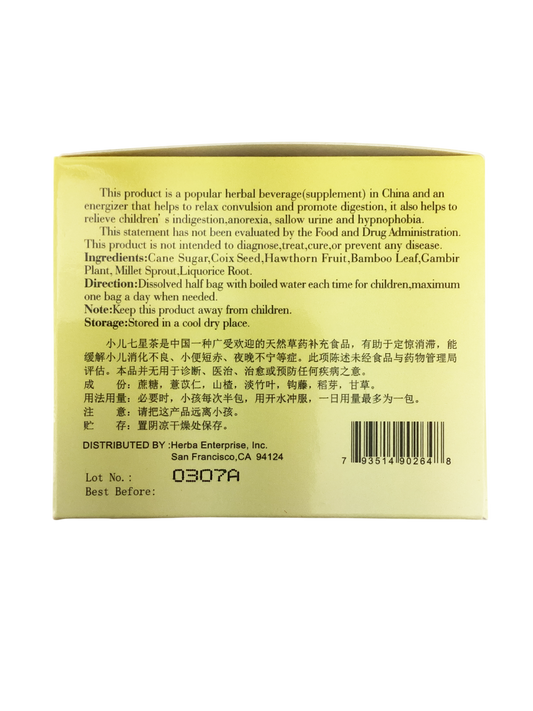 This product is a popular herbal beverage(supplement) in China and an
energizer that helps to relax convulsion and promote digestion, it also helps to
relieve children' s indigestion,anorexia, sallow urine and hypnophobia.
This statement has not been evaluated by the Food and Drug Administration.
This product is not intended to diagnose,treat,cure,or prevent any disease.
Ingredients:Cane Sugar,Coix Seed,Hawthorn Fruit,Bamboo Leaf,Gambir
Plant, Millet Sprout,Liquorice Root.
Direction:Dissolved half bag with boiled water each time for children,maximum
one bag a day when needed.
Note:Keep this product away from children.
Storage:Stored in a cool dry place.
小儿七星茶是中国一种广受欢迎的天然草药补充食品，有助于定惊消滞，能
缓解小儿消化不良、小便短赤、夜晚不宁等症。此项陈述未经食品与药物管理局
评估。本品并无用于诊断、医治、治愈或预防任何疾病之意。
成 份：蔗糖，薏苡仁，山楂，淡竹叶，钩藤，稻芽，甘草。
用法用量：必要时，小孩每次半包，用开水冲服，一日用量最多为一包。
注 意：请把这产品远离小孩。
贮 存：置阴凉干燥处保存。
DISTRIBUTED BY :Herba Enterprise, Inc.
San Francisco,CA 94124
7 93514 90264 8
Lot No.: 0307A
Best Before: